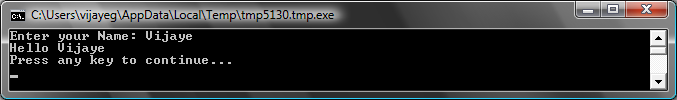 C:\Users\vijayeg\AppData\Local\Temp\tmp5130.tmp.exe
Enter your Name: Vijaye
Hello Vijaye
Press any key to continue...